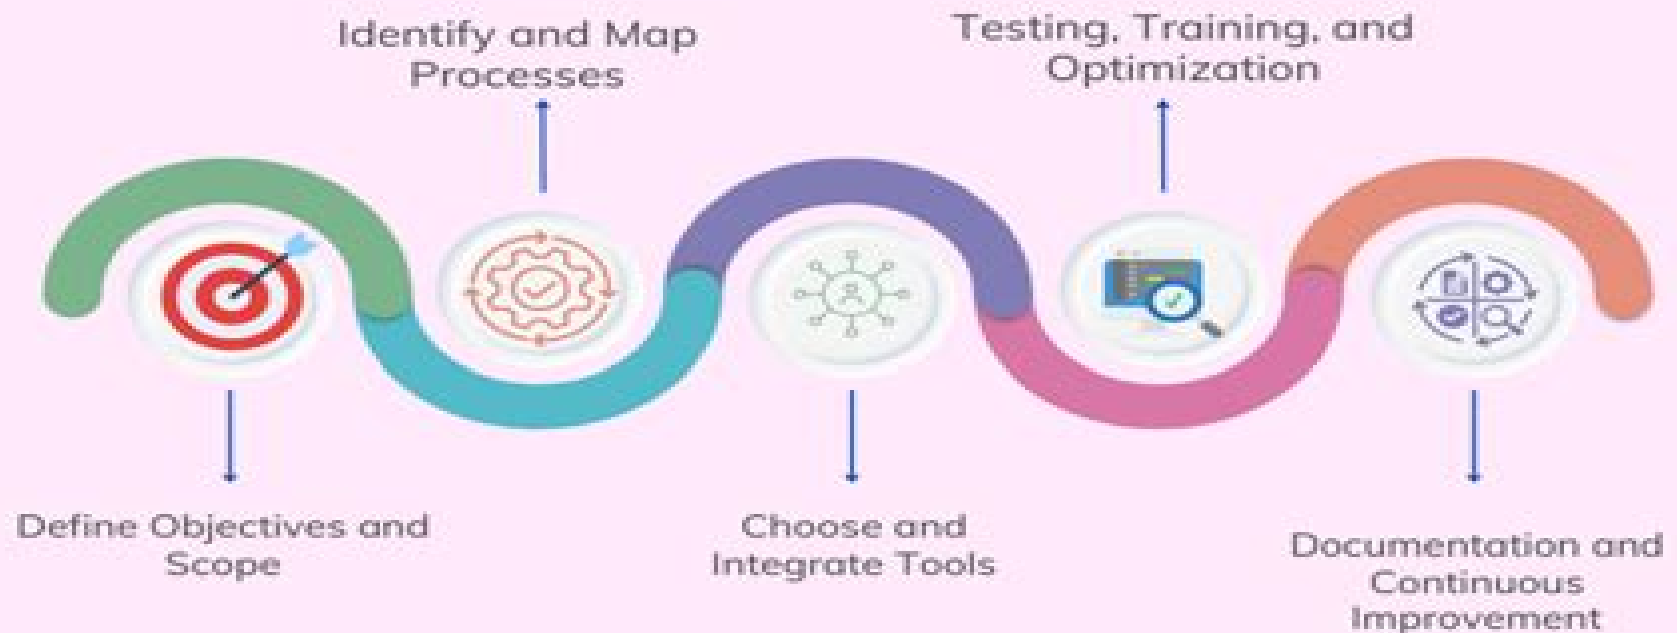 Identify and Map
Processes
Testing, Training, and
Optimization
Define Objectives and
Scope
Choose and
Integrate Tools
Documentation and
Continuous
Improvement